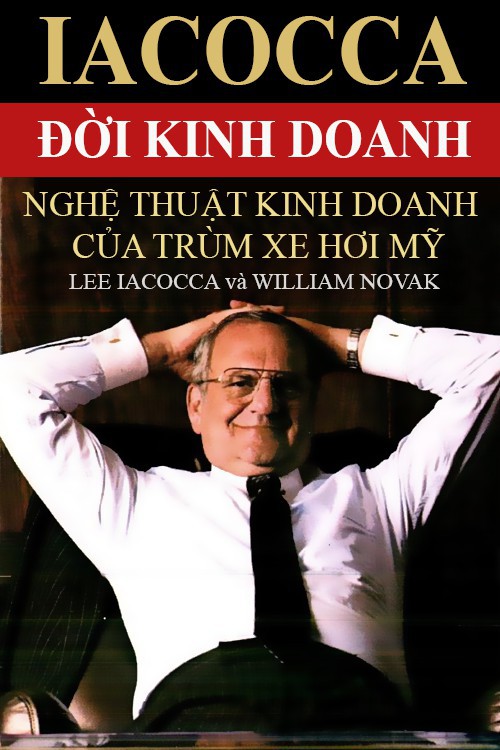 IACOCCA
ĐỜI KINH DOANH
NGHỆ THUẬT KINH DOANH
CỦA TRÙM XE HƠI MỸ
LEE IACOCCA và WILLIAM NOVAK